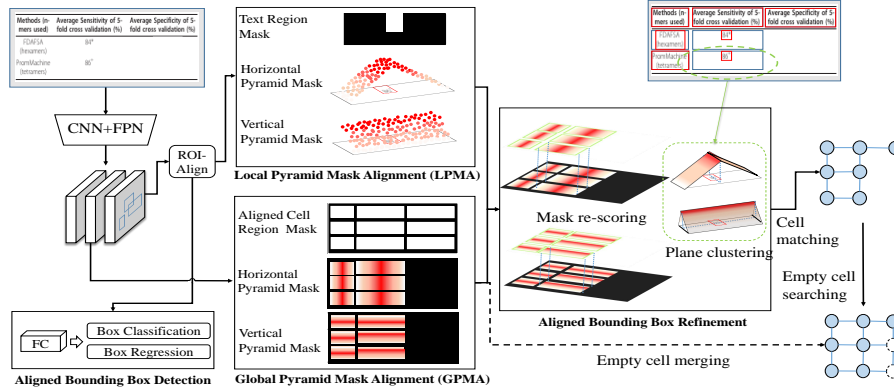 Methods (n-mers used)
Average Sensitivity of 5-fold cross validation (%)
Average Specificity of 5-fold cross validation (%)
FDAFSA (hexamers)
84*
PromMachine (tetramers)
86*
CNN+FPN
ROI-Align
Text Region Mask
Horizontal Pyramid Mask
Vertical Pyramid Mask
Local Pyramid Mask Alignment (LPMA)
Aligned Cell Region Mask
Horizontal Pyramid Mask
Vertical Pyramid Mask
Global Pyramid Mask Alignment (GPMA)
FC
Box Classification
Box Regression
Aligned Bounding Box Detection
Methods (n-mers used)
Average Sensitivity of 5-fold cross validation (%)
Average Specificity of 5-fold cross validation (%)
FDAFSA (hexamers)
84*
PromMachine (tetramers)
86*
Mask re-scoring
Plane clustering
Aligned Bounding Box Refinement
Cell matching
Empty cell searching
Empty cell merging